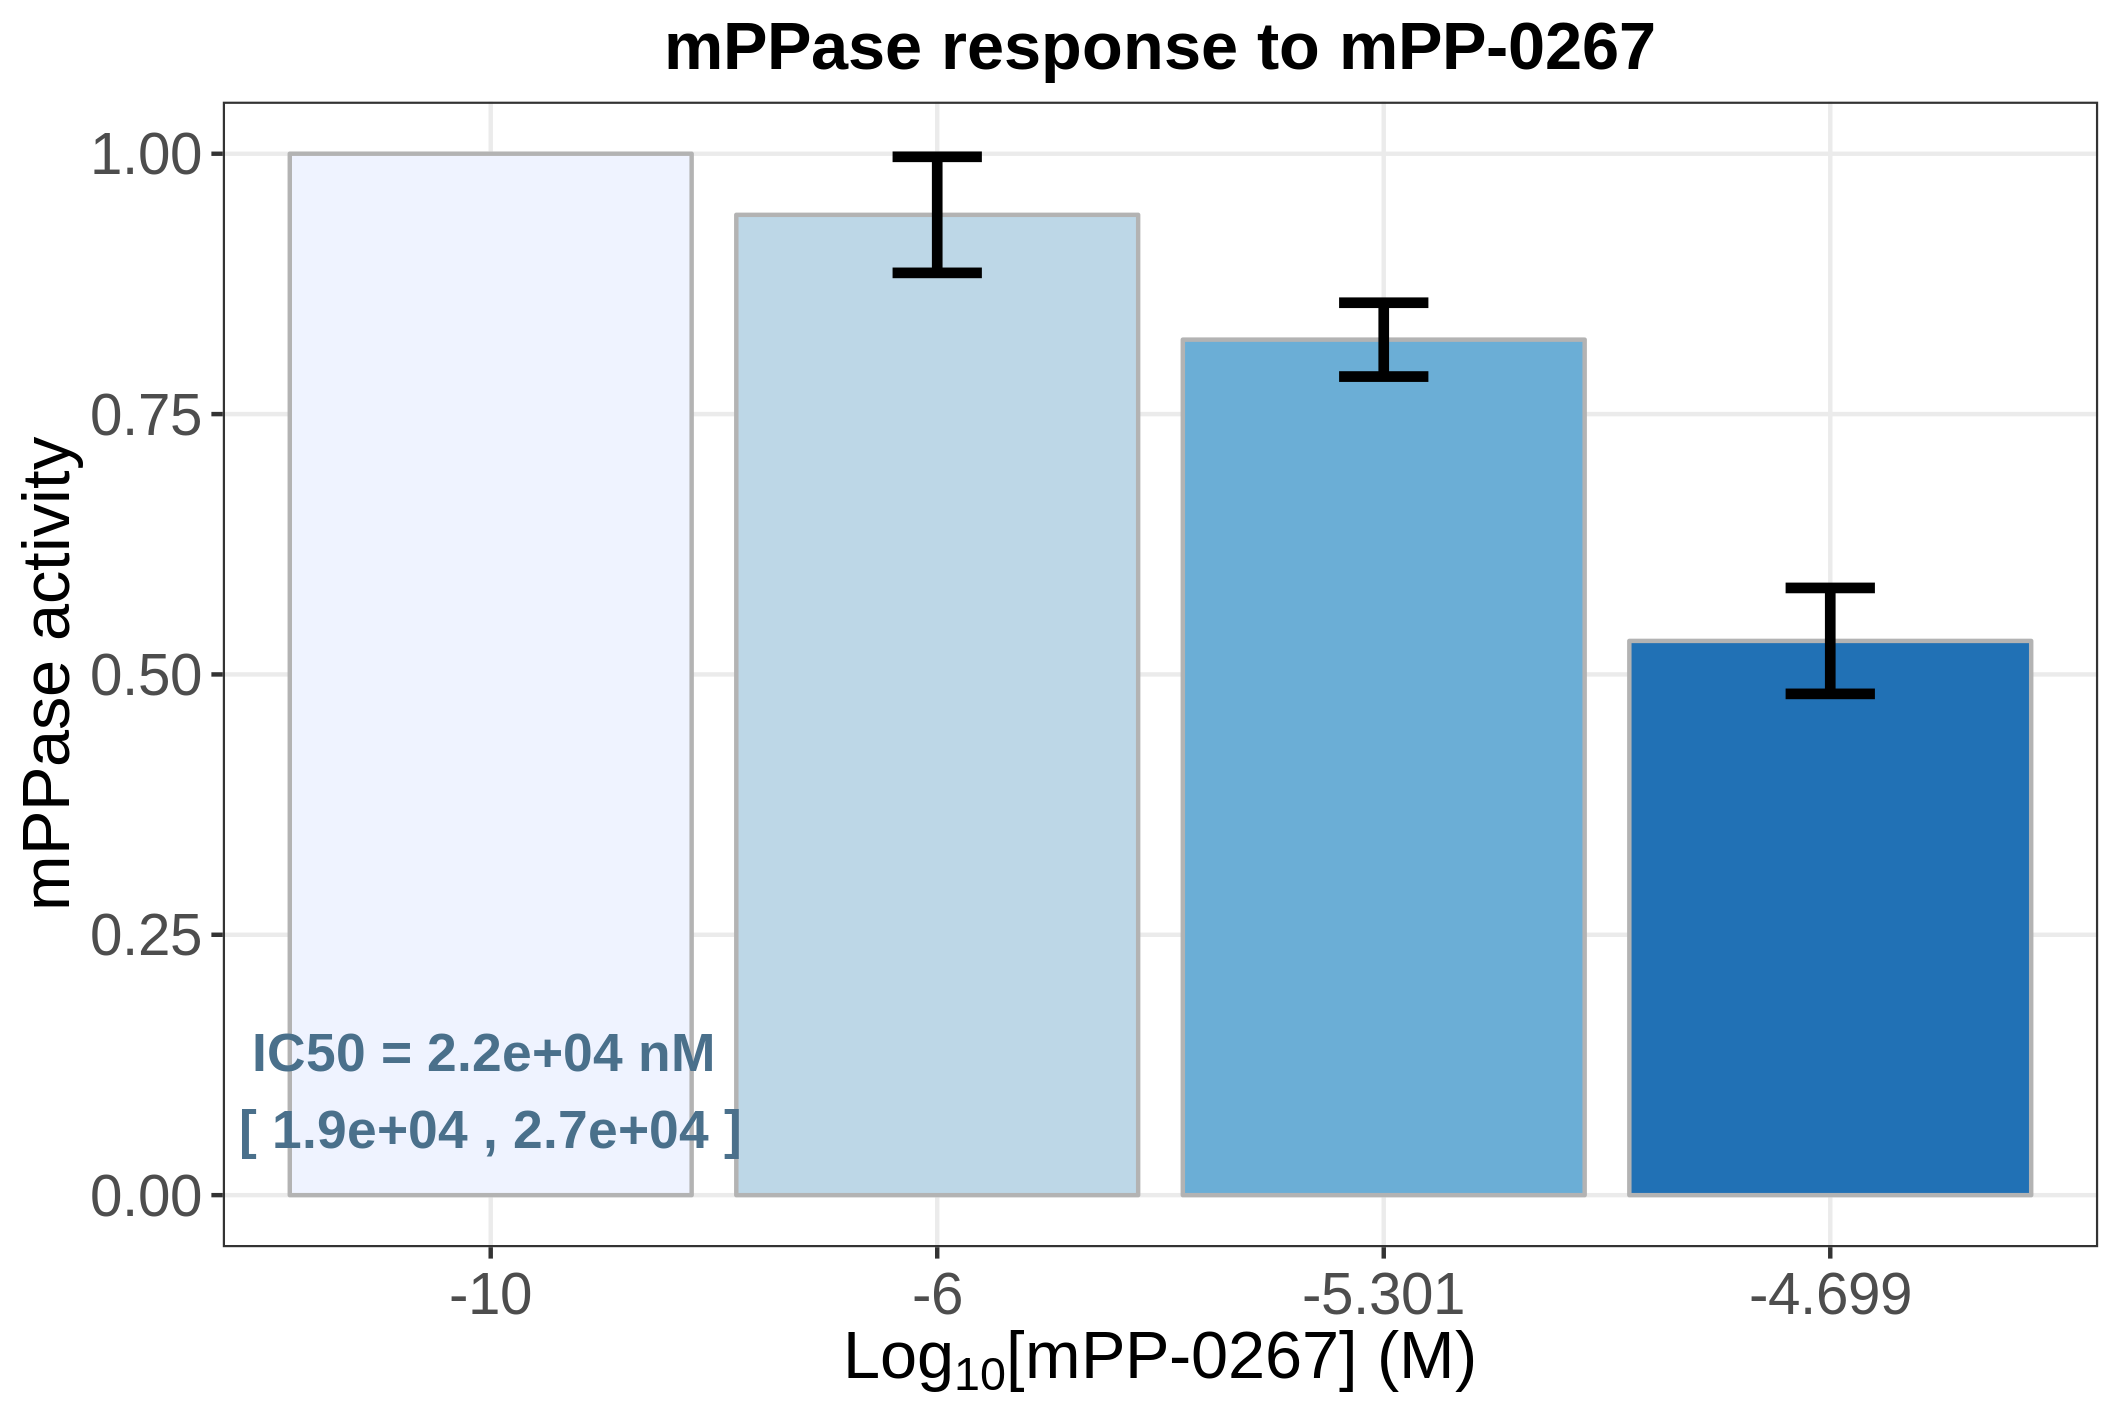 mPPase response to mPP-0267
mPPase activity
1.00
0.75
0.50
0.25
0.00
IC50 = 2.2e+04 nM
[ 1.9e+04 , 2.7e+04 ]
-10
-6
-5.301
-4.699
Log₁₀[mPP-0267] (M)